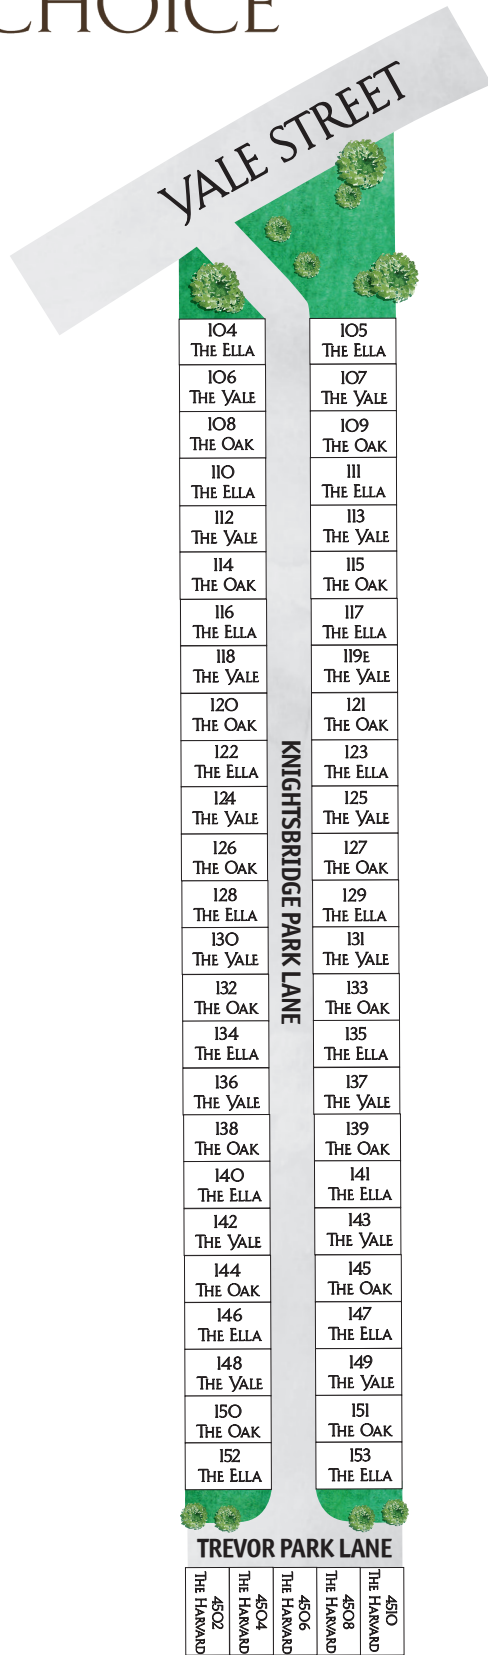 CHOICE
YALE STREET
104
THE ELLA
106
THE YALE
108
THE OAK
110
THE ELLA
112
THE YALE
114
THE OAK
116
THE ELLA
118
THE YALE
120
THE OAK
122
THE ELLA
124
THE YALE
126
THE OAK
128
THE ELLA
130
THE YALE
132
THE OAK
134
THE ELLA
136
THE YALE
138
THE OAK
140
THE ELLA
142
THE YALE
144
THE OAK
146
THE ELLA
148
THE YALE
150
THE OAK
152
THE ELLA
KNIGHTSBRIDGE PARK LANE
105
THE ELLA
107
THE YALE
109
THE OAK
111
THE ELLA
113
THE YALE
115
THE OAK
117
THE ELLA
119E
THE YALE
121
THE OAK
123
THE ELLA
125
THE YALE
127
THE OAK
129
THE ELLA
131
THE YALE
133
THE OAK
135
THE ELLA
137
THE YALE
139
THE OAK
141
THE ELLA
143
THE YALE
145
THE OAK
147
THE ELLA
149
THE YALE
151
THE OAK
153
THE ELLA
TREVOR PARK LANE
4502
THE HARVARD
4504
THE HARVARD
4506
THE HARVARD
4508
THE HARVARD
4510
THE HARVARD